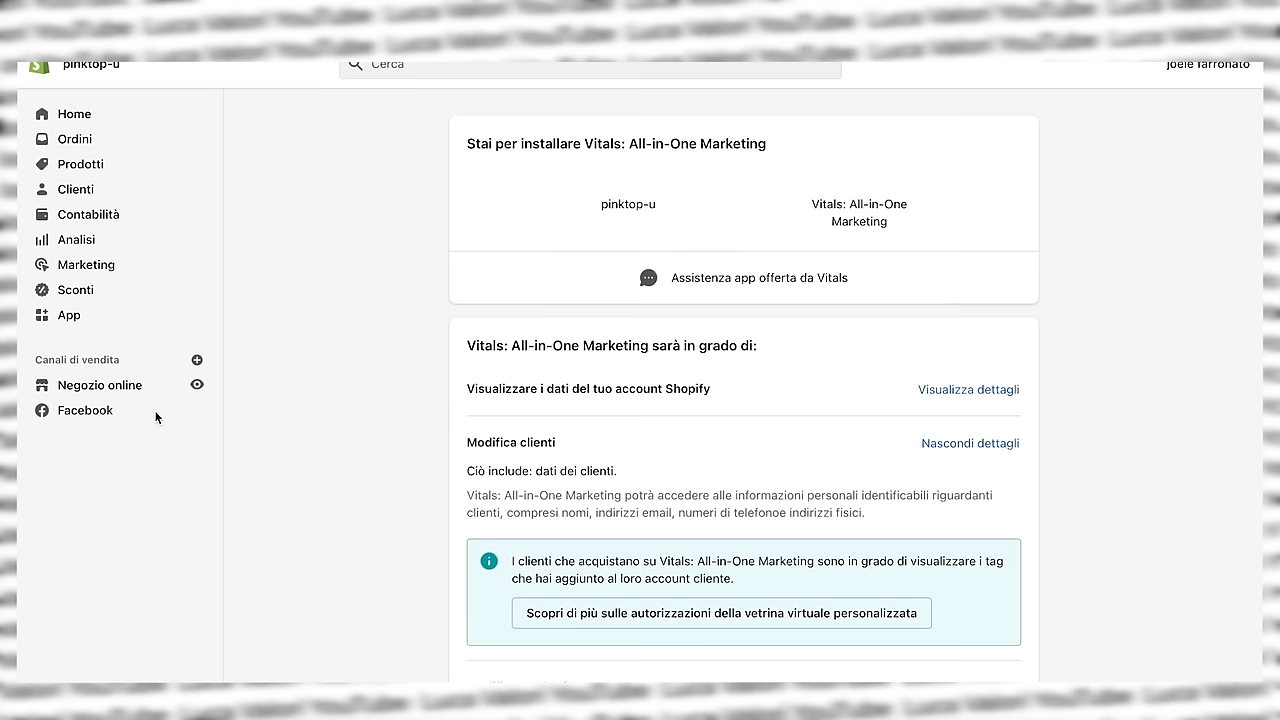 pinktop-u
Cerca
joele farronato
Home
Ordini
Prodotti
Clienti
Contabilità
Analisi
Marketing
Sconti
App
Canali di vendita
Negozio online
Facebook
Stai per installare Vitals: All-in-One Marketing
pinktop-u
Vitals: All-in-One
Marketing
Assistenza app offerta da Vitals
Vitals: All-in-One Marketing sarà in grado di:
Visualizzare i dati del tuo account Shopify
Visualizza dettagli
Modifica clienti
Nascondi dettagli
Ciò include: dati dei clienti.
Vitals: All-in-One Marketing potrà accedere alle informazioni personali identificabili riguardanti
clienti, compresi nomi, indirizzi email, numeri di telefonoe indirizzi fisici.
I clienti che acquistano su Vitals: All-in-One Marketing sono in grado di visualizzare i tag
che hai aggiunto al loro account cliente.
Scopri di più sulle autorizzazioni della vetrina virtuale personalizzata